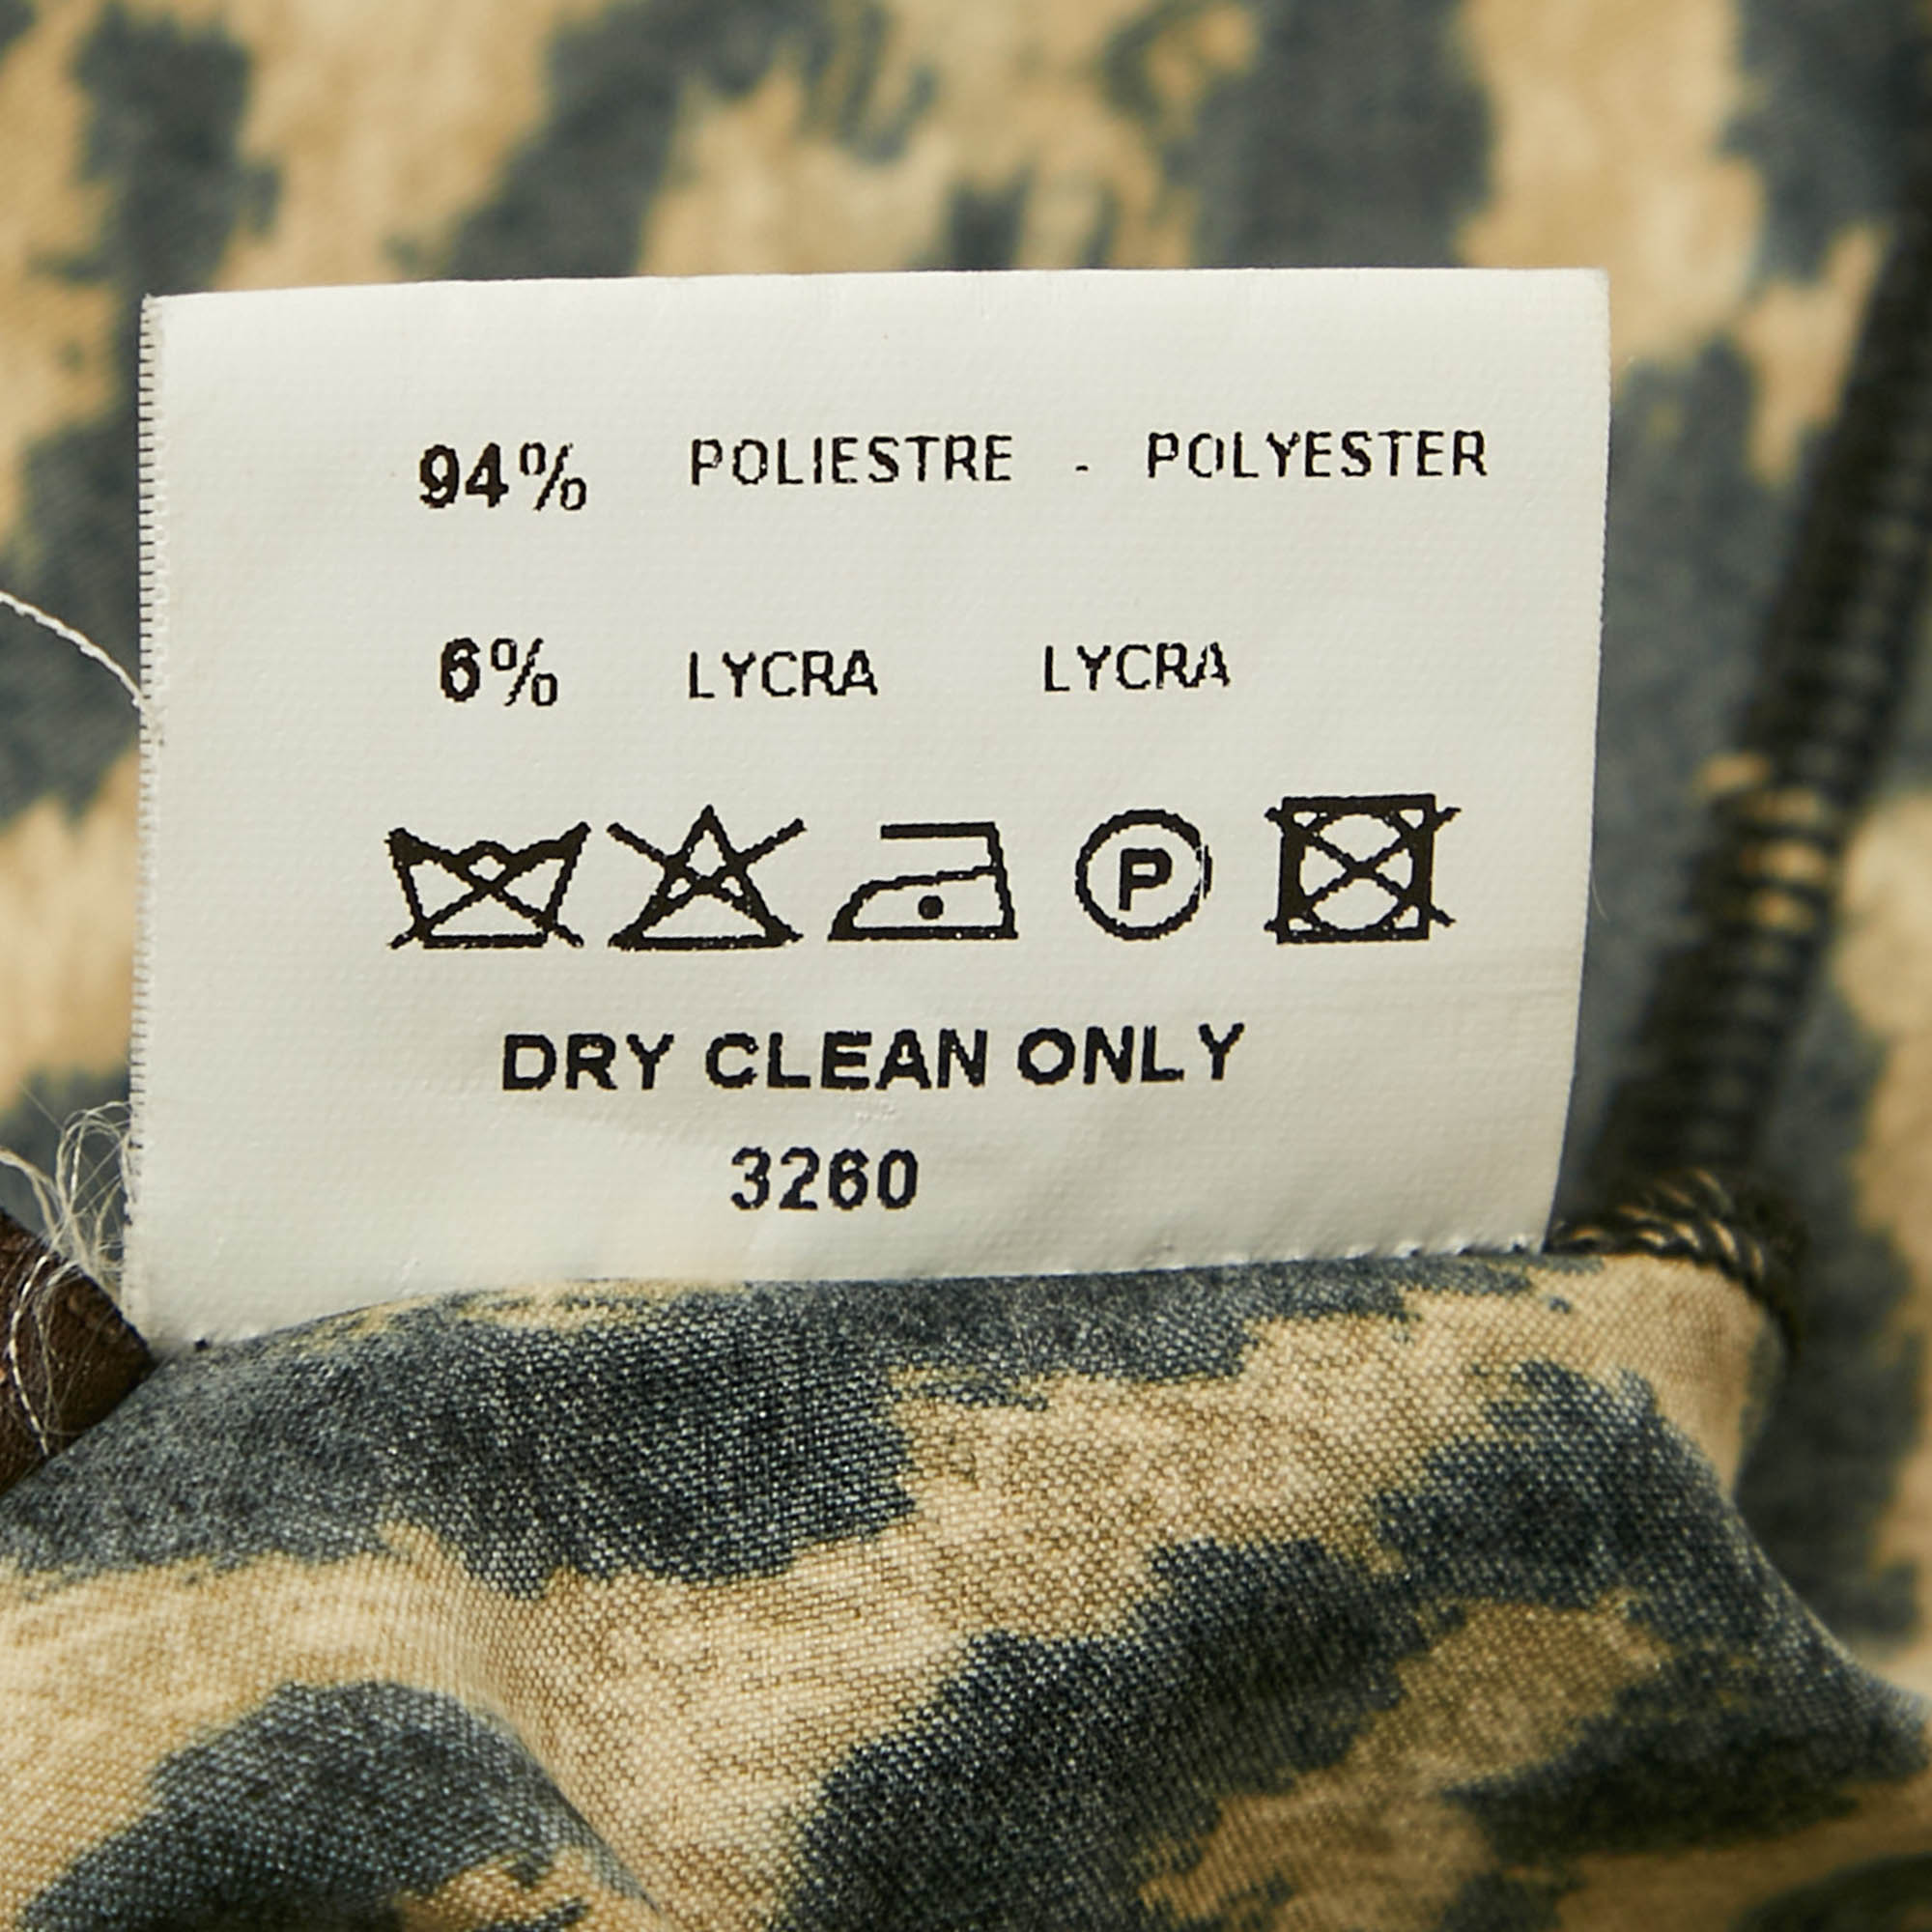 94% POLIESTRE - POLYESTER
6% LYCRA LYCRA
P
DRY CLEAN ONLY
3260